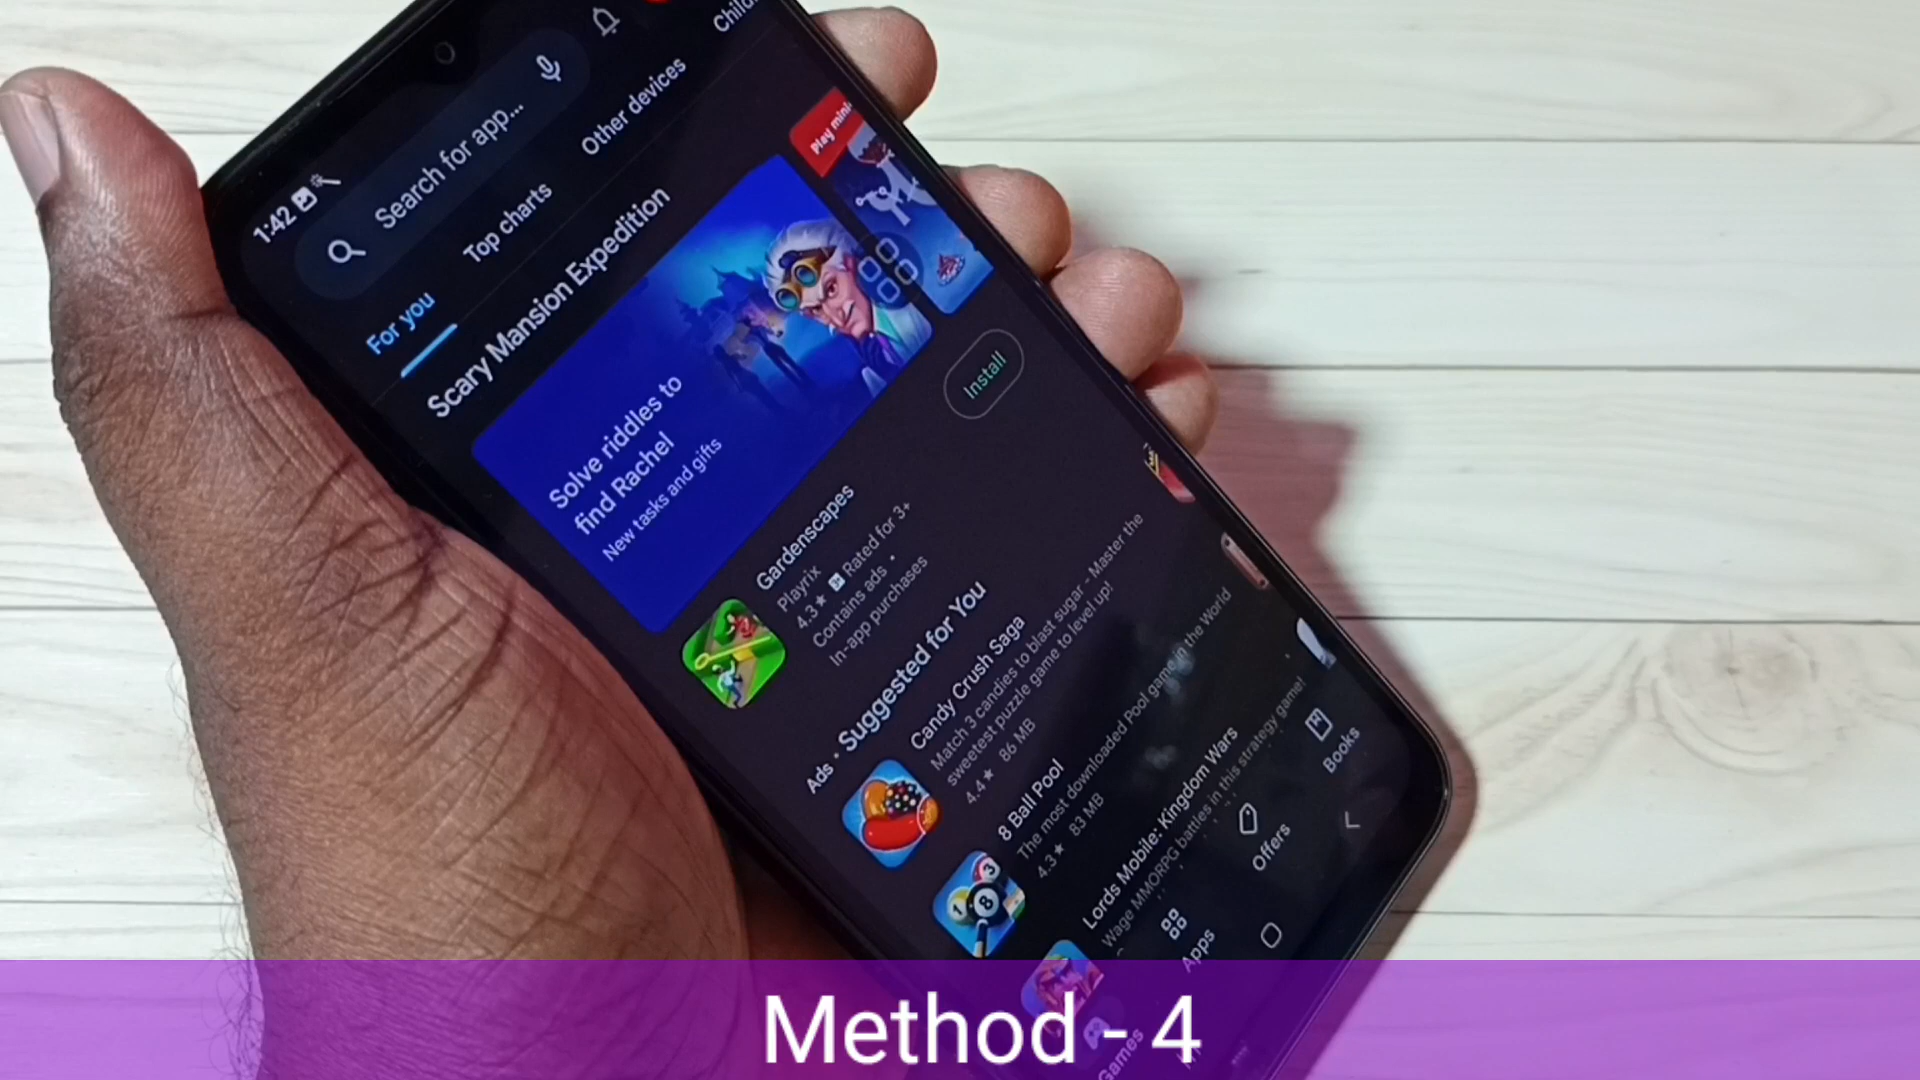 1:42
Search for app...
For you
Top charts
Other devices
Scary Mansion Expedition
Play mini
Solve riddles to
find Rachel
New tasks and gifts
Gardenscapes
Playrix
4.3★ 3+ Rated for 3+
Contains ads •
In-app purchases
Install
Ads • Suggested for You
Candy Crush Saga
Match 3 candies to blast sugar - Master the
sweetest puzzle game to level up!
4.4★ 86 MB
8 Ball Pool
The most downloaded Pool game in the World
4.3★ 83 MB
Lords Mobile: Kingdom Wars
Wage MMORPG battles in this strategy game!
Games
Apps
Offers
Books
Method - 4